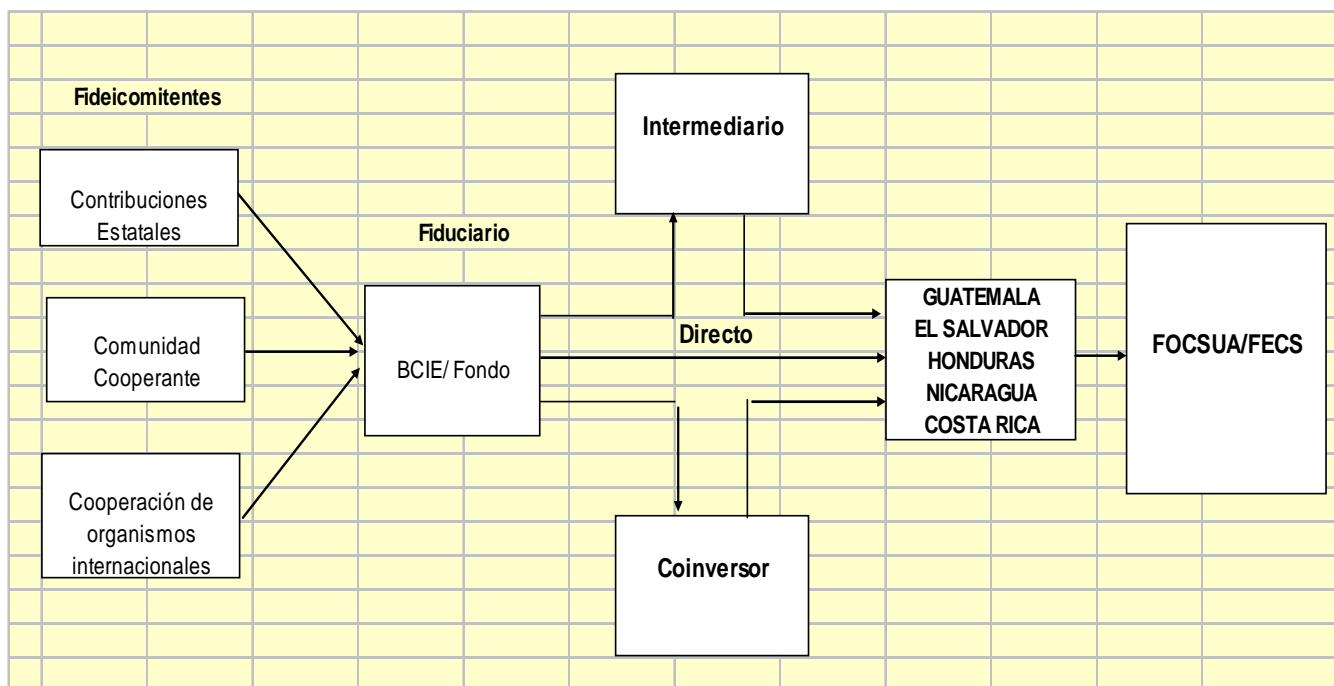 Fideicomitentes
Contribuciones
Estatales
Comunidad
Cooperante
Cooperación de
organismos
internacionales
Fiduciario
BCIE/ Fondo
Intermediario
Directo
Coinversor
GUATEMALA
EL SALVADOR
HONDURAS
NICARAGUA
COSTA RICA
FOCSUA/FECS